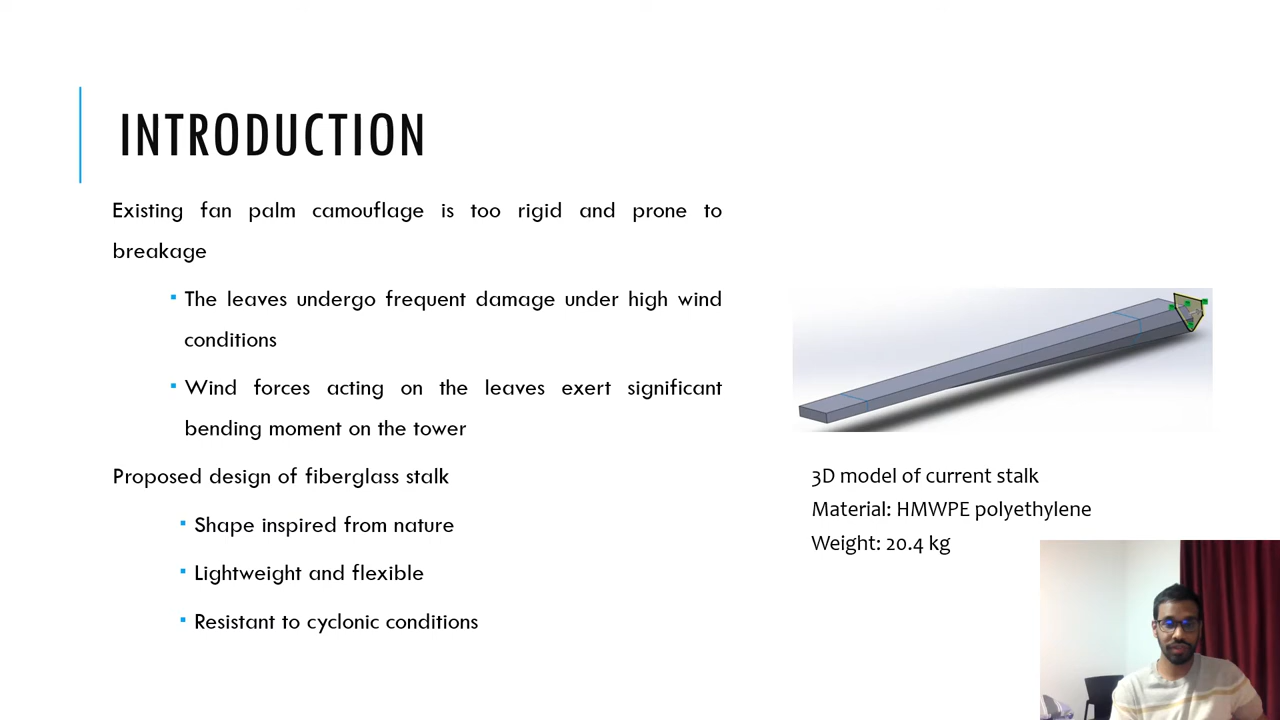 INTRODUCTION
Existing fan palm camouflage is too rigid and prone to
breakage
▪ The leaves undergo frequent damage under high wind
conditions
▪ Wind forces acting on the leaves exert significant
bending moment on the tower
Proposed design of fiberglass stalk
▪ Shape inspired from nature
▪ Lightweight and flexible
▪ Resistant to cyclonic conditions
3D model of current stalk
Material: HMWPE polyethylene
Weight: 20.4 kg